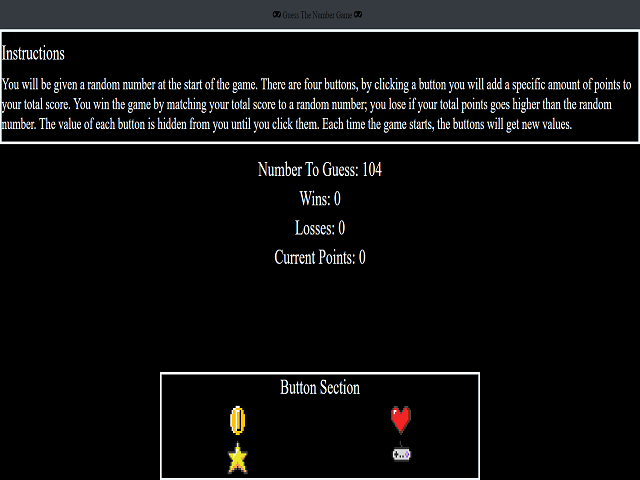 Guess The Number Game
Instructions
You will be given a random number at the start of the game. There are four buttons, by clicking a button you will add a specific amount of points to
your total score. You win the game by matching your total score to a random number; you lose if your total points goes higher than the random
number. The value of each button is hidden from you until you click them. Each time the game starts, the buttons will get new values.
Number To Guess: 104
Wins: 0
Losses: 0
Current Points: 0
Button Section